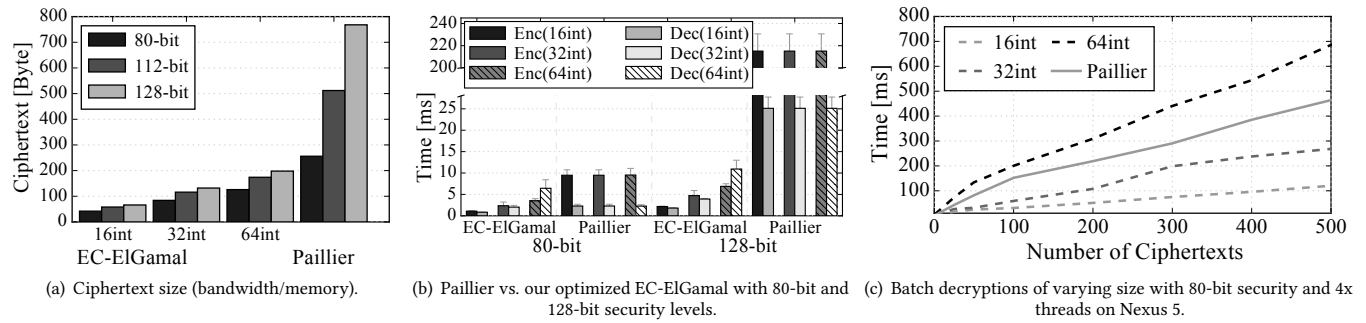 800
700
600
500
400
300
200
100
0
Ciphertext [Byte]
80-bit
112-bit
128-bit
16int
32int
64int
EC-ElGamal
Paillier
(a) Ciphertext size (bandwidth/memory).
240
220
200
25
20
15
10
5
0
Time [ms]
Enc(16int)
Enc(32int)
Enc(64int)
Dec(16int)
Dec(32int)
Dec(64int)
EC-ElGamal
Paillier
EC-ElGamal
Paillier
80-bit
128-bit
(b) Paillier vs. our optimized EC-ElGamal with 80-bit and
128-bit security levels.
800
700
600
500
400
300
200
100
Time [ms]
16int
32int
64int
Paillier
0
100
200
300
400
500
Number of Ciphertexts
(c) Batch decryptions of varying size with 80-bit security and 4x
threads on Nexus 5.